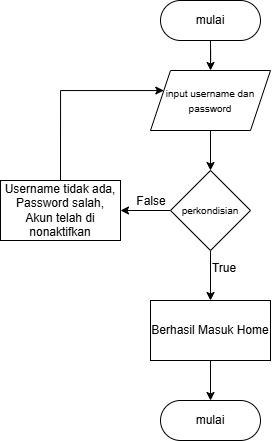 mulai
input username dan
password
Username tidak ada,
Password salah,
Akun telah di
nonaktifkan
False
perkondisian
True
Berhasil Masuk Home
mulai